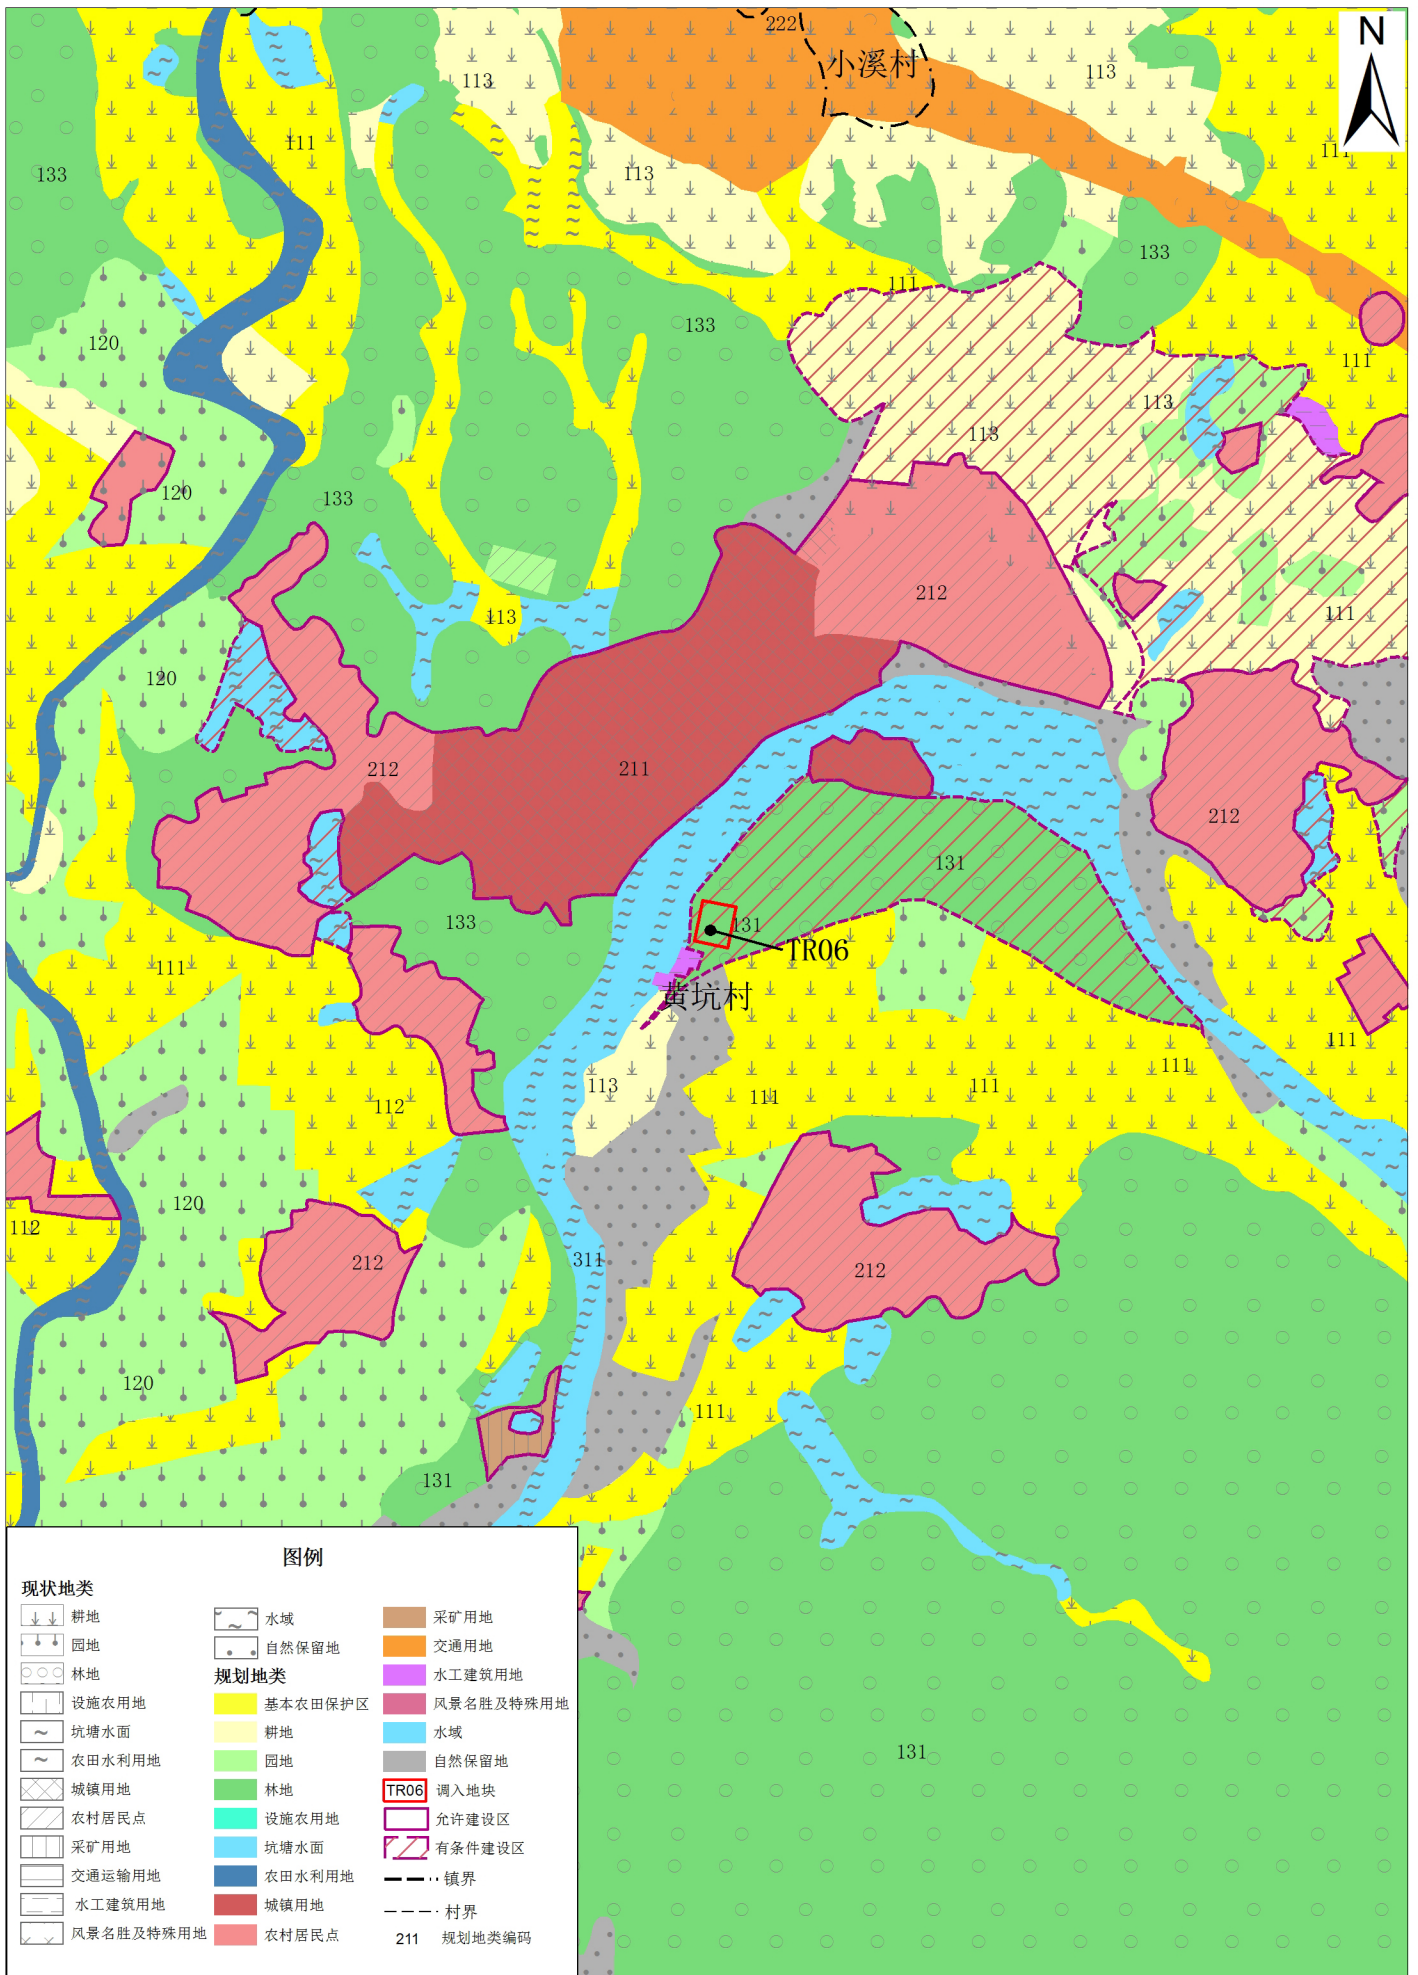 222
N
小溪村
113
113
111
111
133
113
133
111
133
120
111
113
113
120
133
212
113
111
120
212
211
212
131
133
131
TR06
111
黄坑村
111
111
113
111
111
112
120
112
311
212
212
120
111
131
131
图例
现状地类
耕地
园地
林地
设施农用地
坑塘水面
农田水利用地
城镇用地
农村居民点
采矿用地
交通运输用地
水工建筑用地
风景名胜及特殊用地
水域
自然保留地
规划地类
基本农田保护区
耕地
园地
林地
设施农用地
坑塘水面
农田水利用地
城镇用地
农村居民点
采矿用地
交通用地
水工建筑用地
风景名胜及特殊用地
水域
自然保留地
TR06 调入地块
允许建设区
有条件建设区
镇界
村界
211 规划地类编码